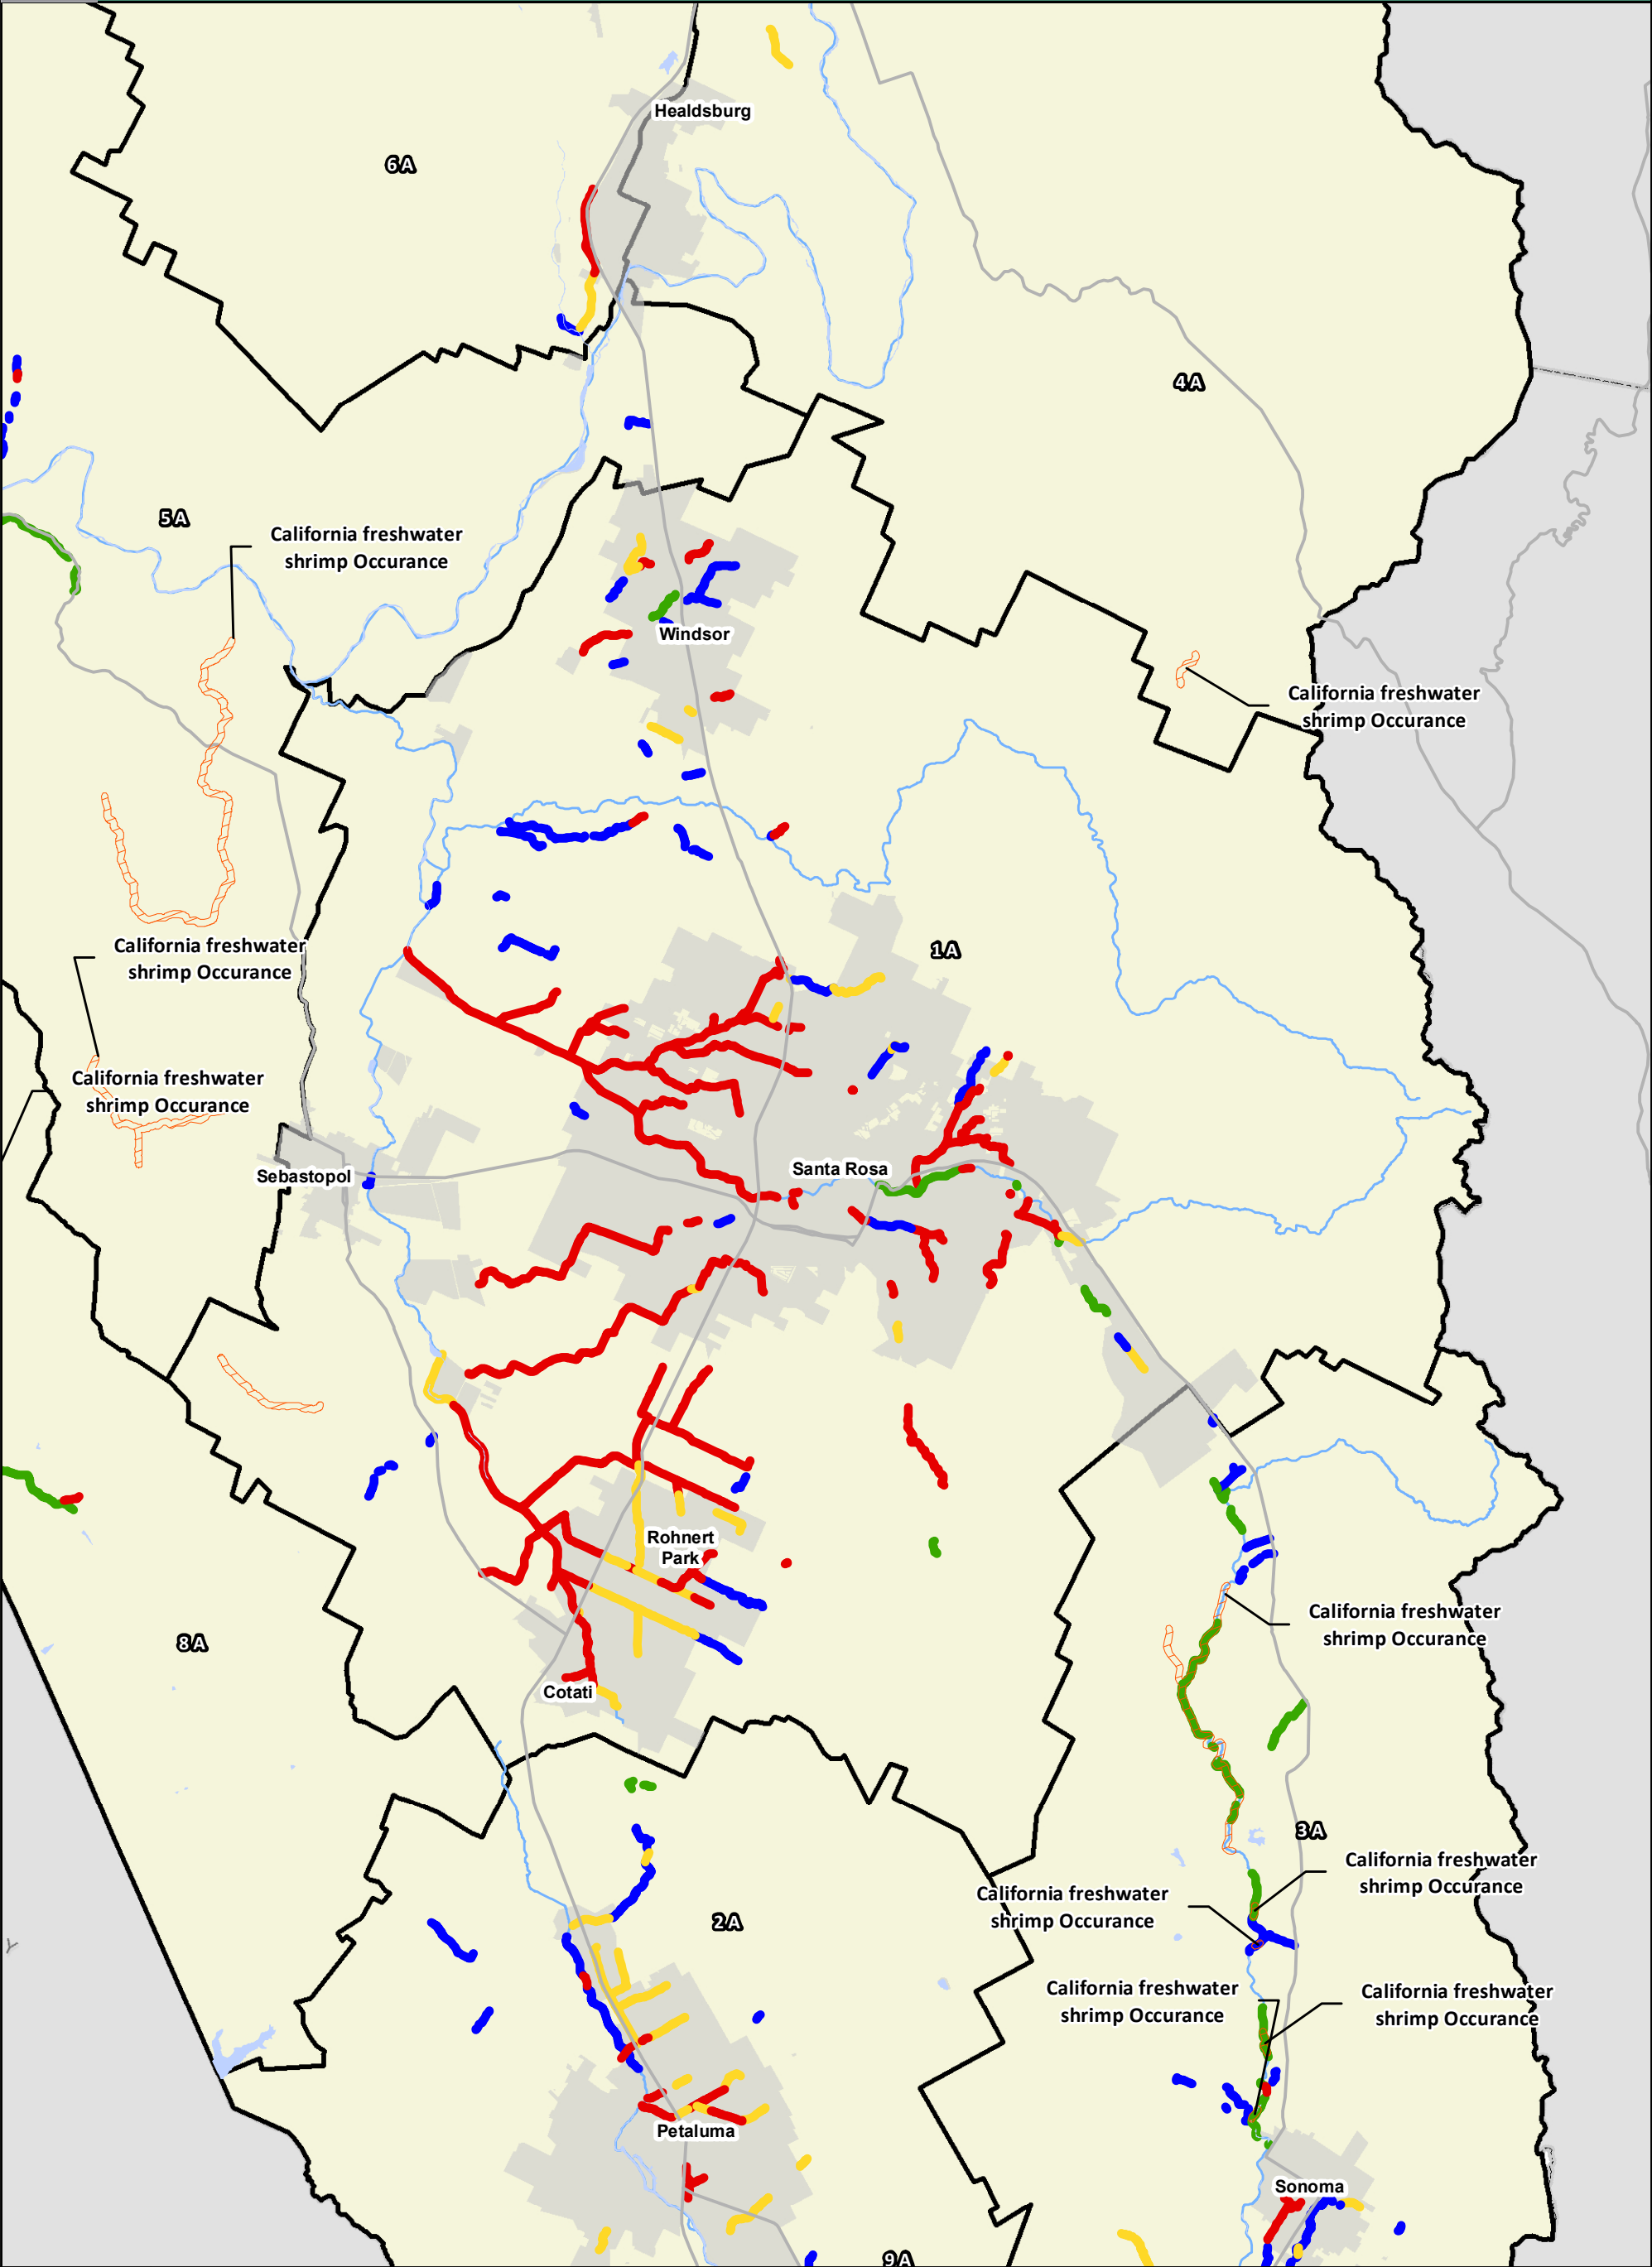 Healdsburg
6A
4A
5A
California freshwater
shrimp Occurance
Windsor
California freshwater
shrimp Occurance
1A
California freshwater
shrimp Occurance
California freshwater
shrimp Occurance
Santa Rosa
Sebastopol
Rohnert
Park
California freshwater
shrimp Occurance
8A
Cotati
3A
California freshwater
shrimp Occurance
California freshwater
shrimp Occurance
2A
California freshwater
shrimp Occurance
California freshwater
shrimp Occurance
Petaluma
Sonoma
9A